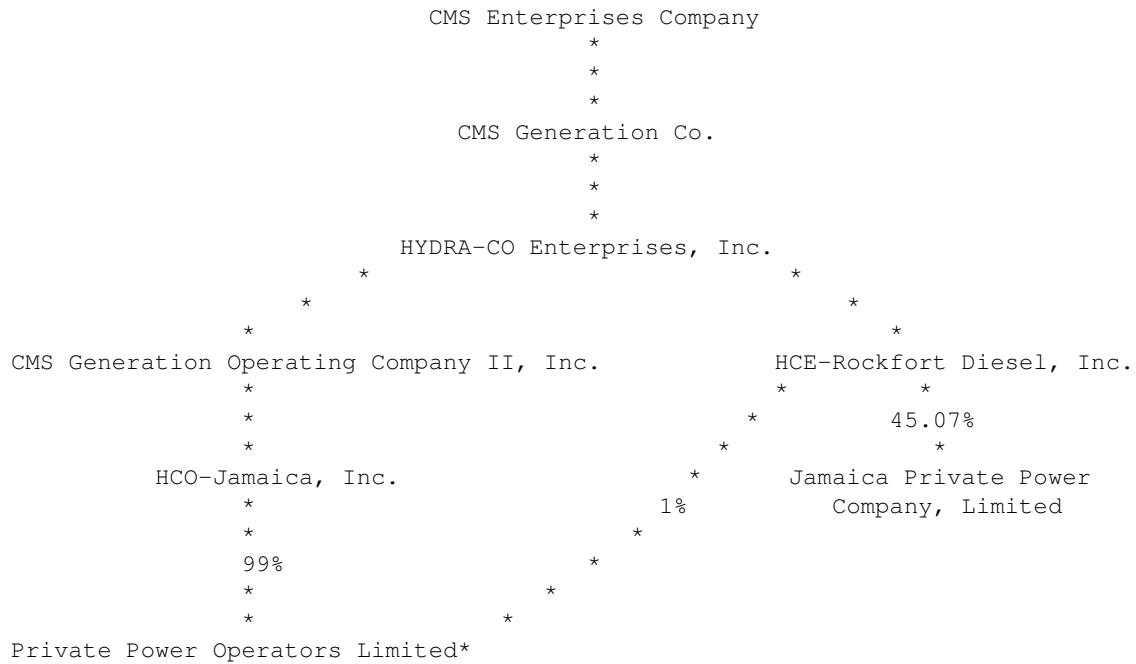 CMS Enterprises Company
*
*
*
CMS Generation Co.
*
*
*
HYDRA-CO Enterprises, Inc.
* *
* *
* *
CMS Generation Operating Company II, Inc. HCE-Rockfort Diesel, Inc.
* * *
* * 45.07%
* * *
HCO-Jamaica, Inc. * Jamaica Private Power
* 1% Company, Limited
* *
99% *
* *
* *
Private Power Operators Limited*